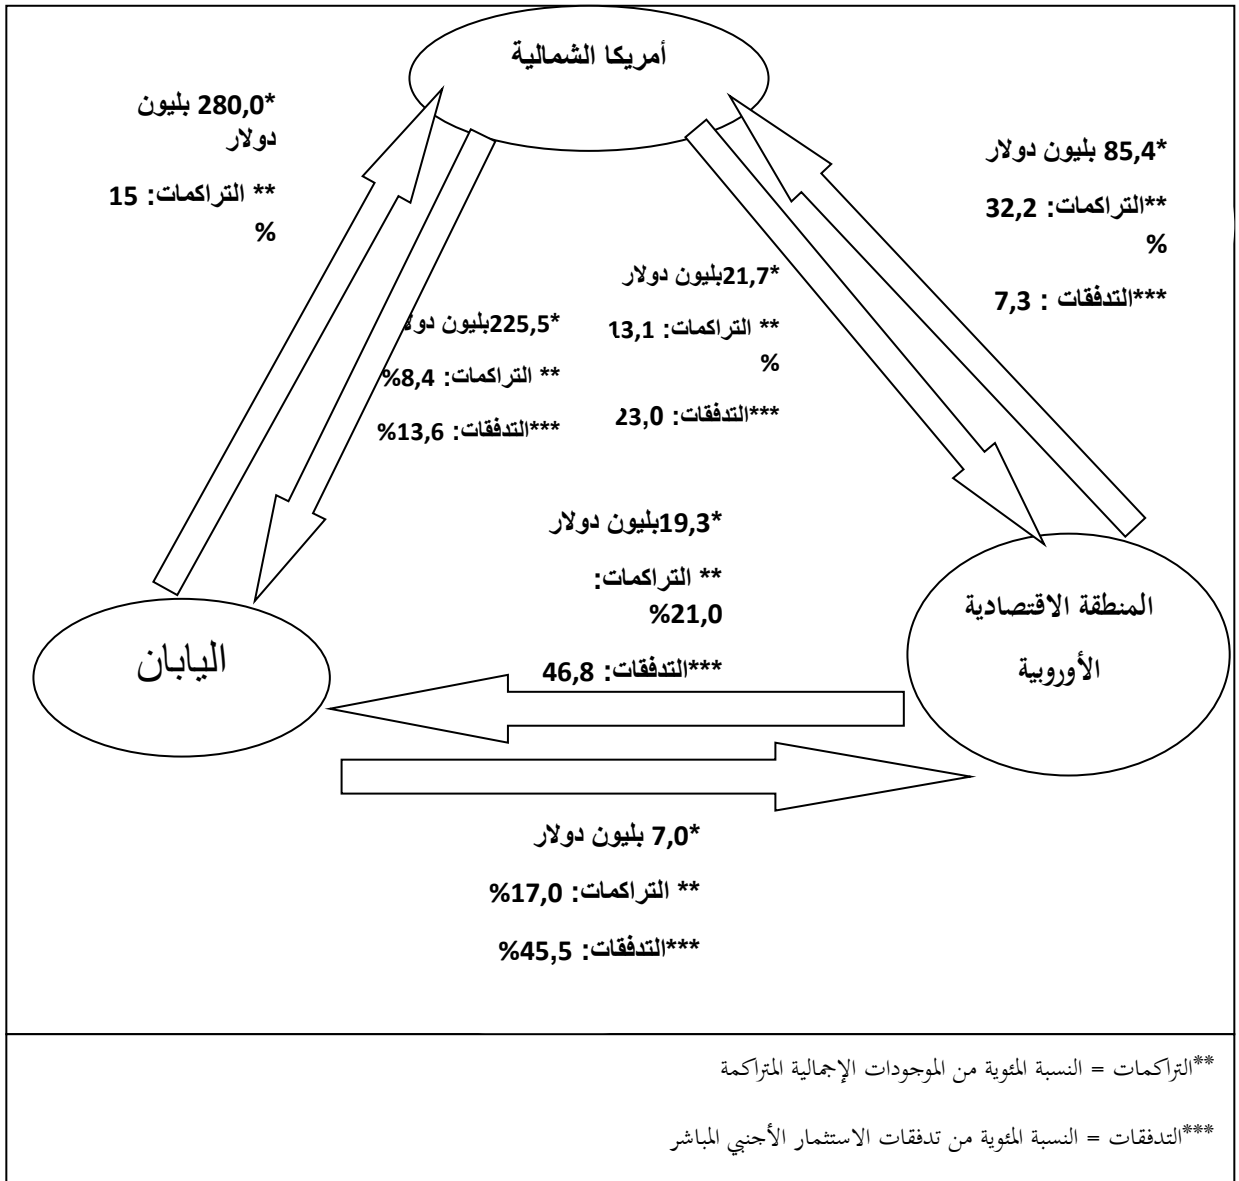 أمريكا الشمالية
*280,0 بليون
دولار
** التراكمات: 15
%
*85,4 بليون دولار
**التراكمات: 32,2
%
***التدفقات : 7,3
*21,7بليون دولار
** التراكمات: 13,1
%
***التدفقات: 23,0
*225,5بليون دولا
** التراكمات: 8,4%
***التدفقات: 13,6%
*19,3بليون دولار
** التراكمات:
21,0%
***التدفقات: 46,8
المنطقة الاقتصادية
الأوروبية
اليابان
*7,0 بليون دولار
** التراكمات: 17,0%
***التدفقات: 45,5%
**التراكمات = النسبة المئوية من الموجودات الإجمالية المتراكمة
***التدفقات = النسبة المئوية من تدفقات الاستثمار الأجنبي المباشر